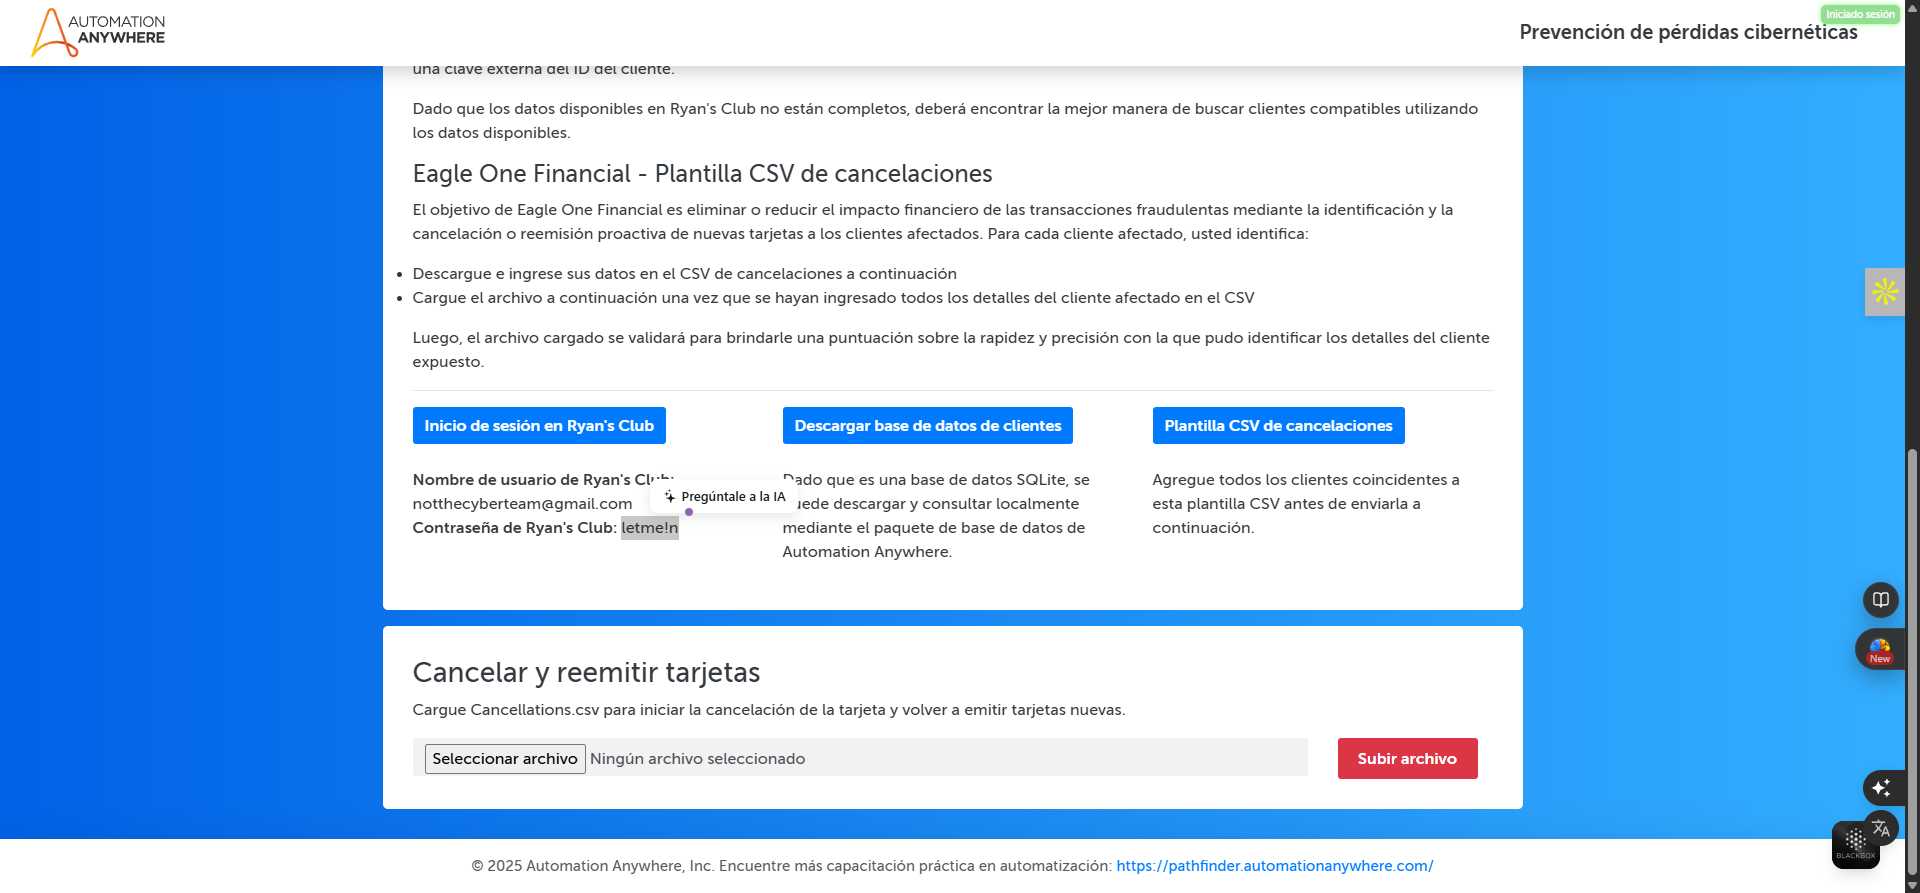 AUTOMATION
ANYWHERE
Iniciado sesión
Prevención de pérdidas cibernéticas
una clave externa del ID del cliente.
Dado que los datos disponibles en Ryan's Club no están completos, deberá encontrar la mejor manera de buscar clientes compatibles utilizando
los datos disponibles.
Eagle One Financial - Plantilla CSV de cancelaciones
El objetivo de Eagle One Financial es eliminar o reducir el impacto financiero de las transacciones fraudulentas mediante la identificación y la
cancelación o reemisión proactiva de nuevas tarjetas a los clientes afectados. Para cada cliente afectado, usted identifica:
• Descargue e ingrese sus datos en el CSV de cancelaciones a continuación
• Cargue el archivo a continuación una vez que se hayan ingresado todos los detalles del cliente afectado en el CSV
Luego, el archivo cargado se validará para brindarle una puntuación sobre la rapidez y precisión con la que pudo identificar los detalles del cliente
expuesto.
Inicio de sesión en Ryan's Club
Nombre de usuario de Ryan's Club:
notthecyberteam@gmail.com
Contraseña de Ryan's Club: letme!n
Pregúntale a la IA
Descargar base de datos de clientes
Dado que es una base de datos SQLite, se
puede descargar y consultar localmente
mediante el paquete de base de datos de
Automation Anywhere.
Plantilla CSV de cancelaciones
Agregue todos los clientes coincidentes a
esta plantilla CSV antes de enviarla a
continuación.
Cancelar y reemitir tarjetas
Cargue Cancellations.csv para iniciar la cancelación de la tarjeta y volver a emitir tarjetas nuevas.
Seleccionar archivo Ningún archivo seleccionado
Subir archivo
New
BLACKBOX
© 2025 Automation Anywhere, Inc. Encuentre más capacitación práctica en automatización: https://pathfinder.automationanywhere.com/